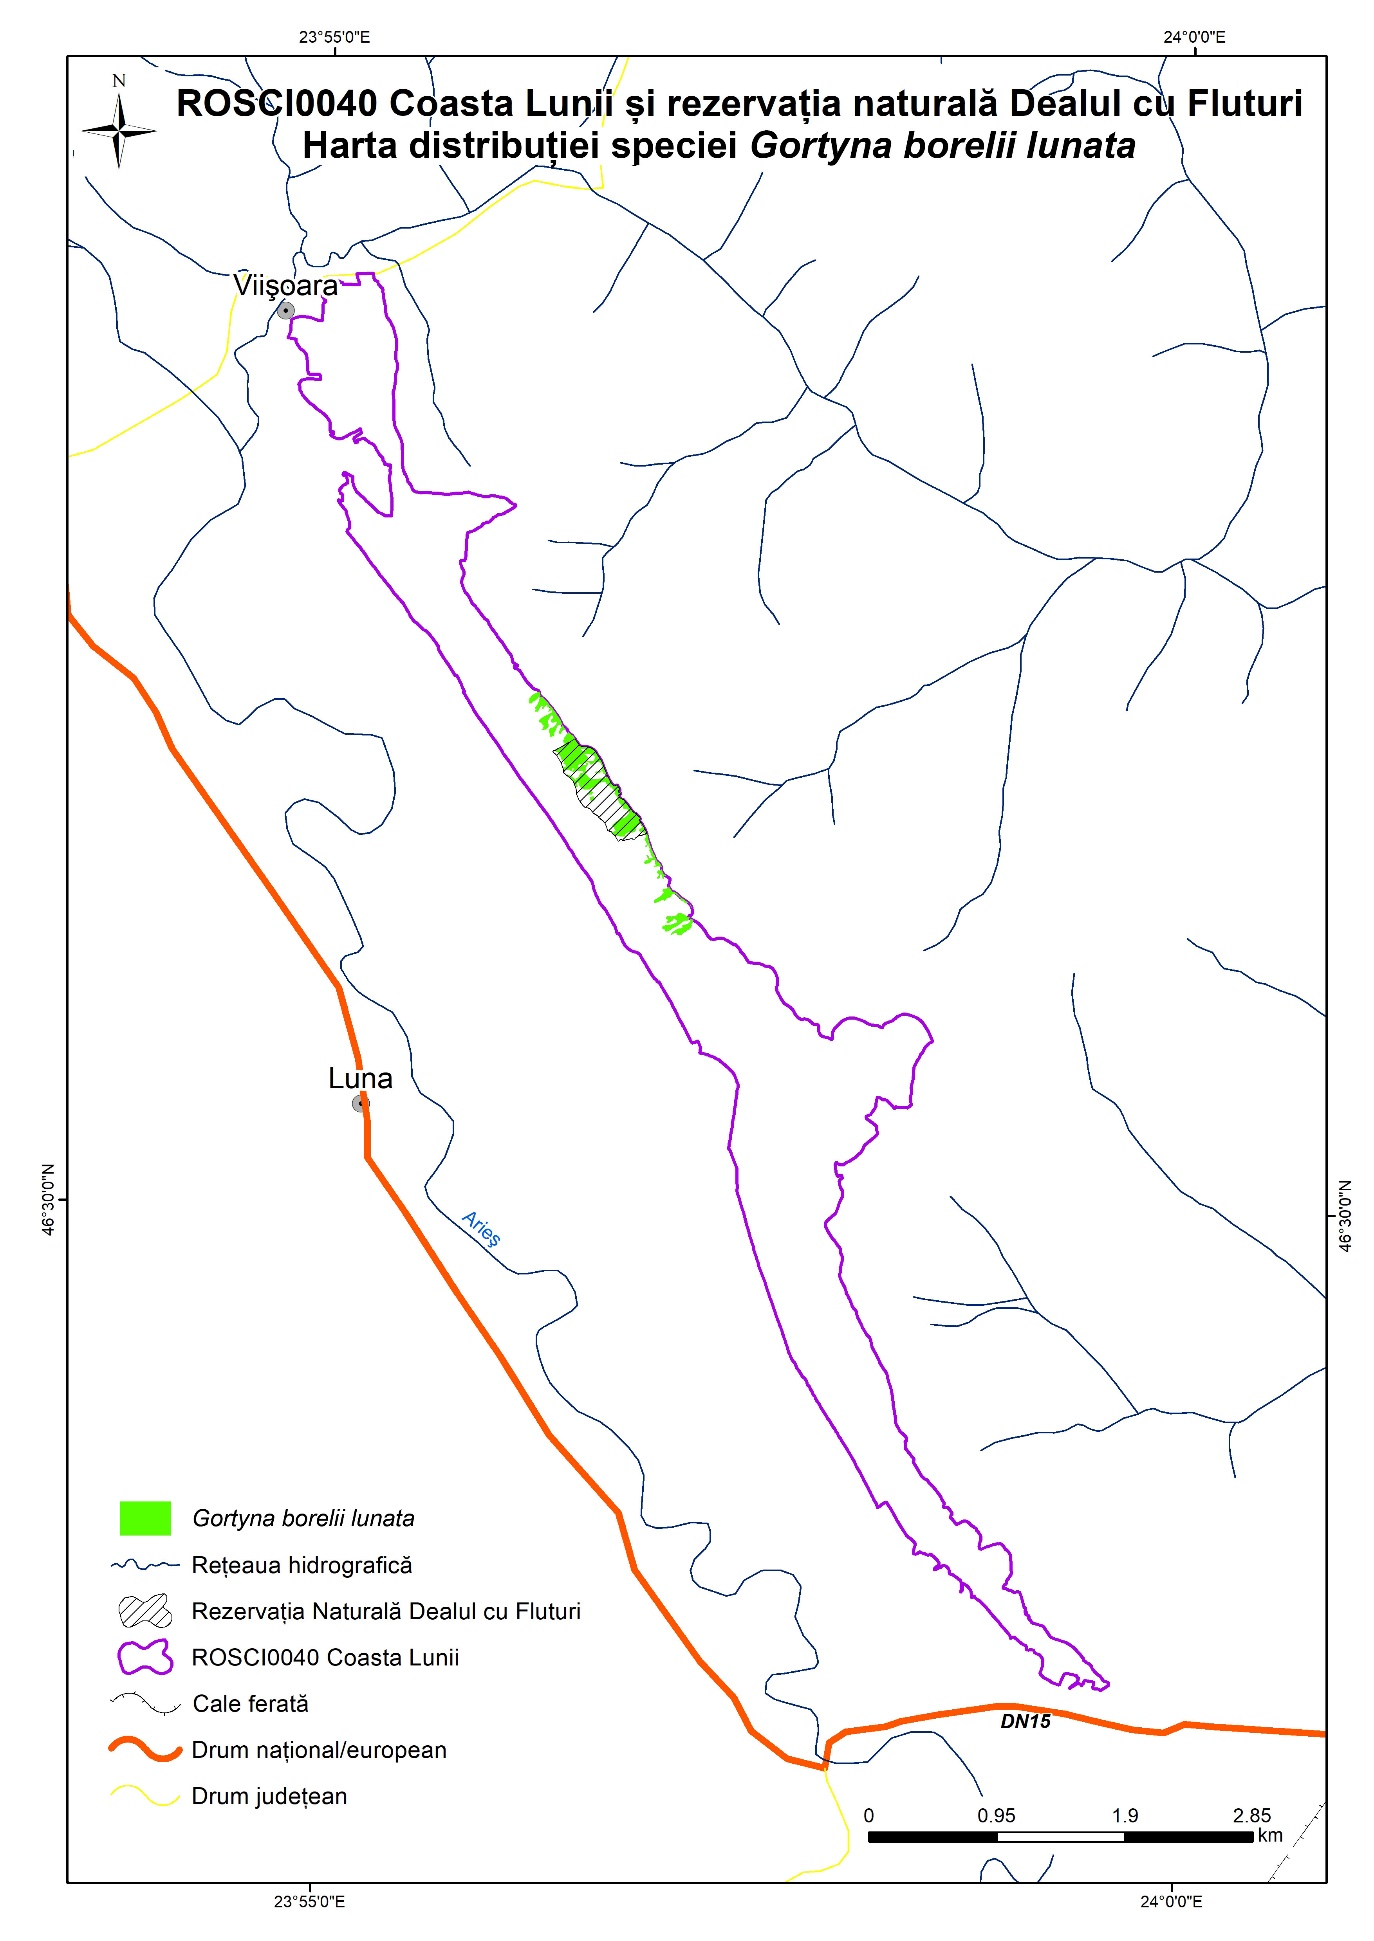 23°55'0"E
24°0'0"E
N
ROSCI0040 Coasta Lunii și rezervația naturală Dealul cu Fluturi
Harta distribuției speciei Gortyna borelii lunata
Viișoara
Luna
46°30'0"N
46°30'0"N
Arieş
Gortyna borelii lunata
Rețeaua hidrografică
Rezervația Naturală Dealul cu Fluturi
ROSCI0040 Coasta Lunii
Cale ferată
Drum național/european
Drum județean
DN15
0 0.95 1.9 2.85
km
23°55'0"E
24°0'0"E